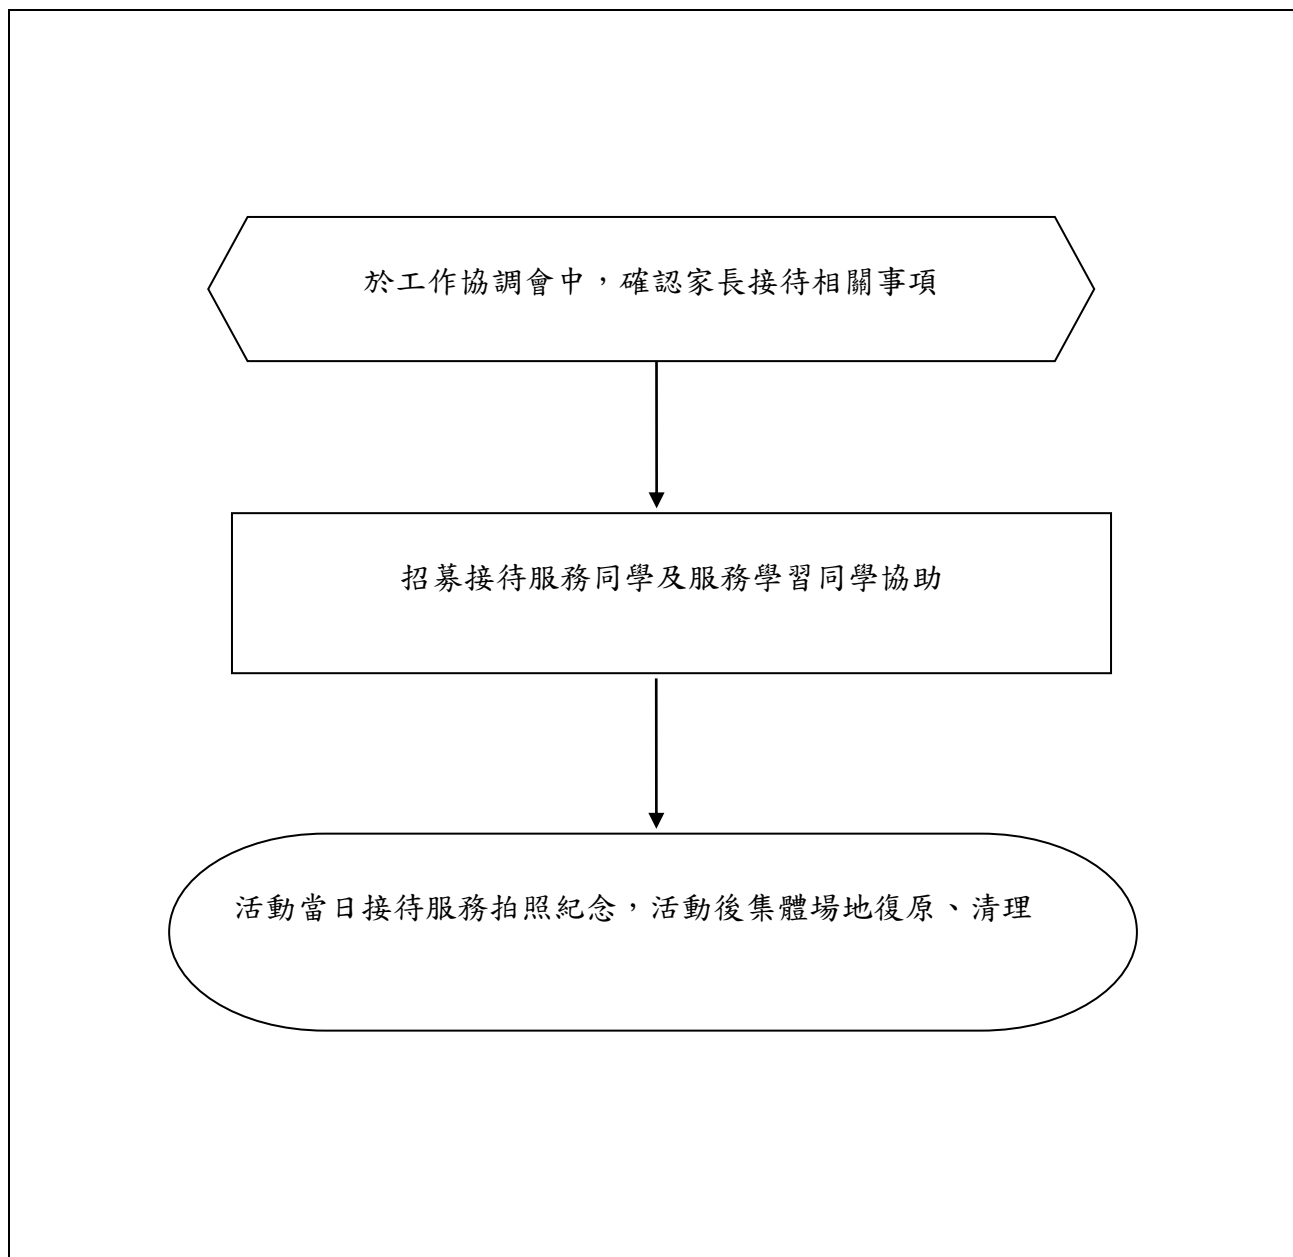 於工作協調會中，確認家長接待相關事項
招募接待服務同學及服務學習同學協助
活動當日接待服務拍照紀念，活動後集體場地復原、清理